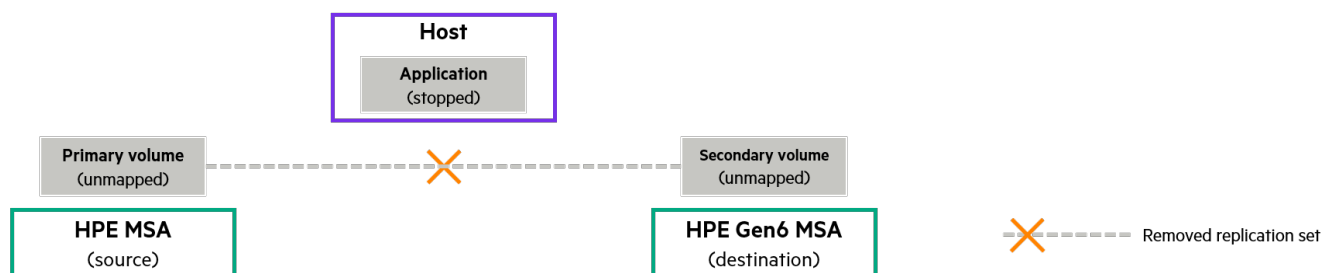 Host
Application
(stopped)
Primary volume
(unmapped)
Secondary volume
(unmapped)
HPE MSA
(source)
HPE Gen6 MSA
(destination)
Removed replication set